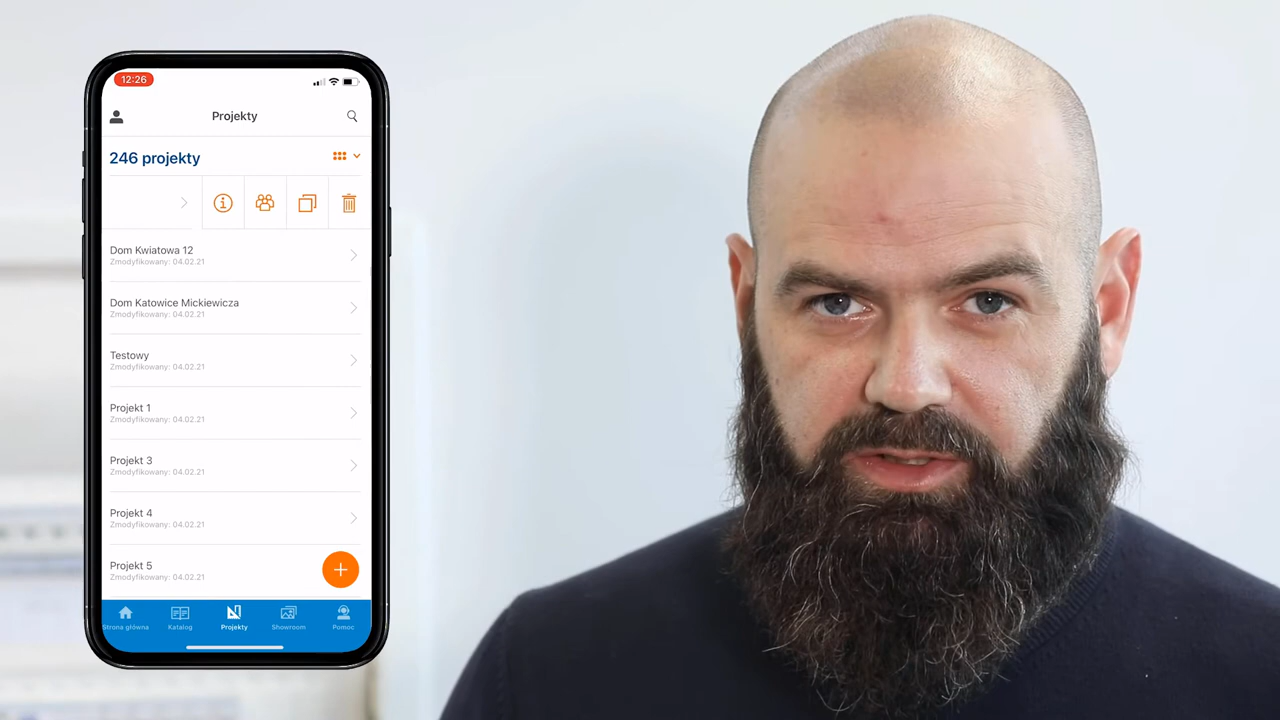 12:26
Projekty
246 projekty
Dom Kwiatowa 12
Zmodyfikowany: 04.02.21
Dom Katowice Mickiewicza
Zmodyfikowany: 04.02.21
Testowy
Zmodyfikowany: 04.02.21
Projekt 1
Zmodyfikowany: 04.02.21
Projekt 3
Zmodyfikowany: 04.02.21
Projekt 4
Zmodyfikowany: 04.02.21
Projekt 5
Zmodyfikowany: 04.02.21
Strona główna Katalog Projekty Showroom Pomoc